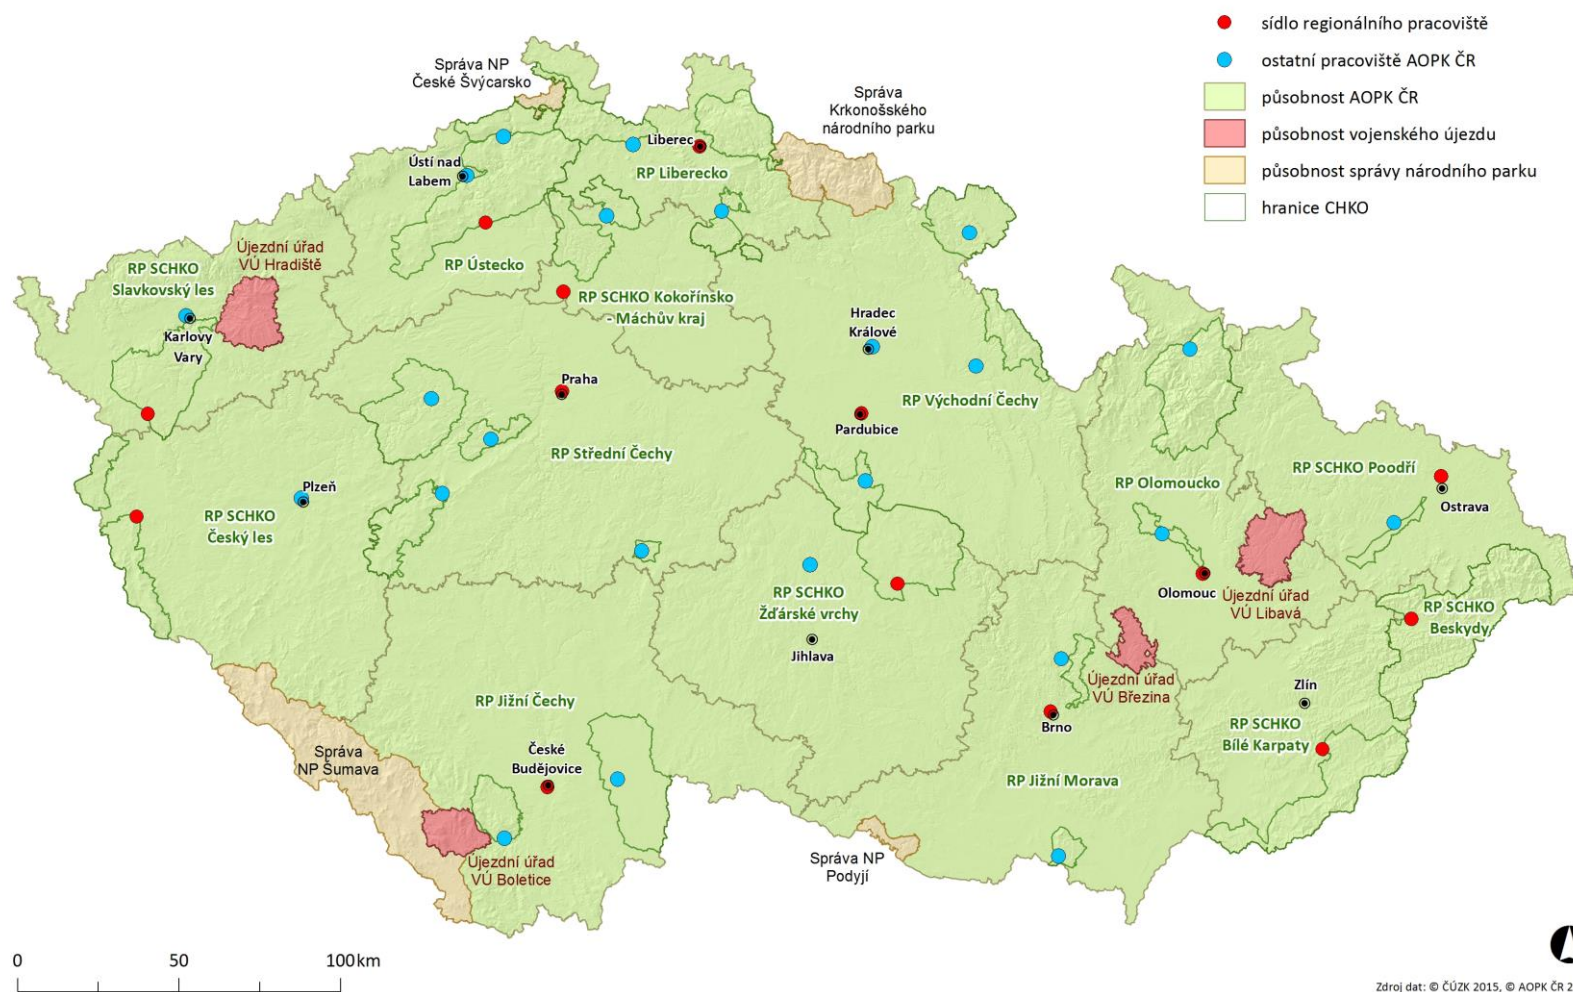 sídlo regionálního pracoviště
ostatní pracoviště AOPK ČR
působnost AOPK ČR
působnost vojenského újezdu
působnost správy národního parku
hranice CHKO
Správa NP
České Švýcarsko
Správa
Krkonošského
národního parku
Liberec
Ústí nad
Labem
RP Liberecko
Újezdní úřad
VÚ Hradiště
RP SCHKO
Slavkovský les
RP Ústecko
RP SCHKO Kokořínsko
- Máchův kraj
Karlovy
Vary
Hradec
Králové
Praha
RP Východní Čechy
Pardubice
RP Střední Čechy
RP SCHKO Poodří
RP Olomoucko
Plzeň
Ostrava
RP SCHKO
Český les
RP SCHKO
Žďárské vrchy
Olomouc
Újezdní úřad
VÚ Libavá
RP SCHKO
Beskydy
Jihlava
Újezdní úřad
VÚ Březina
Zlín
RP Jižní Čechy
Brno
RP SCHKO
Bílé Karpaty
Správa
NP Šumava
České
Budějovice
RP Jižní Morava
Újezdní úřad
VÚ Boletice
Správa NP
Podyjí
0 50 100 km
Zdroj dat: © ČÚZK 2015, © AOPK ČR 2